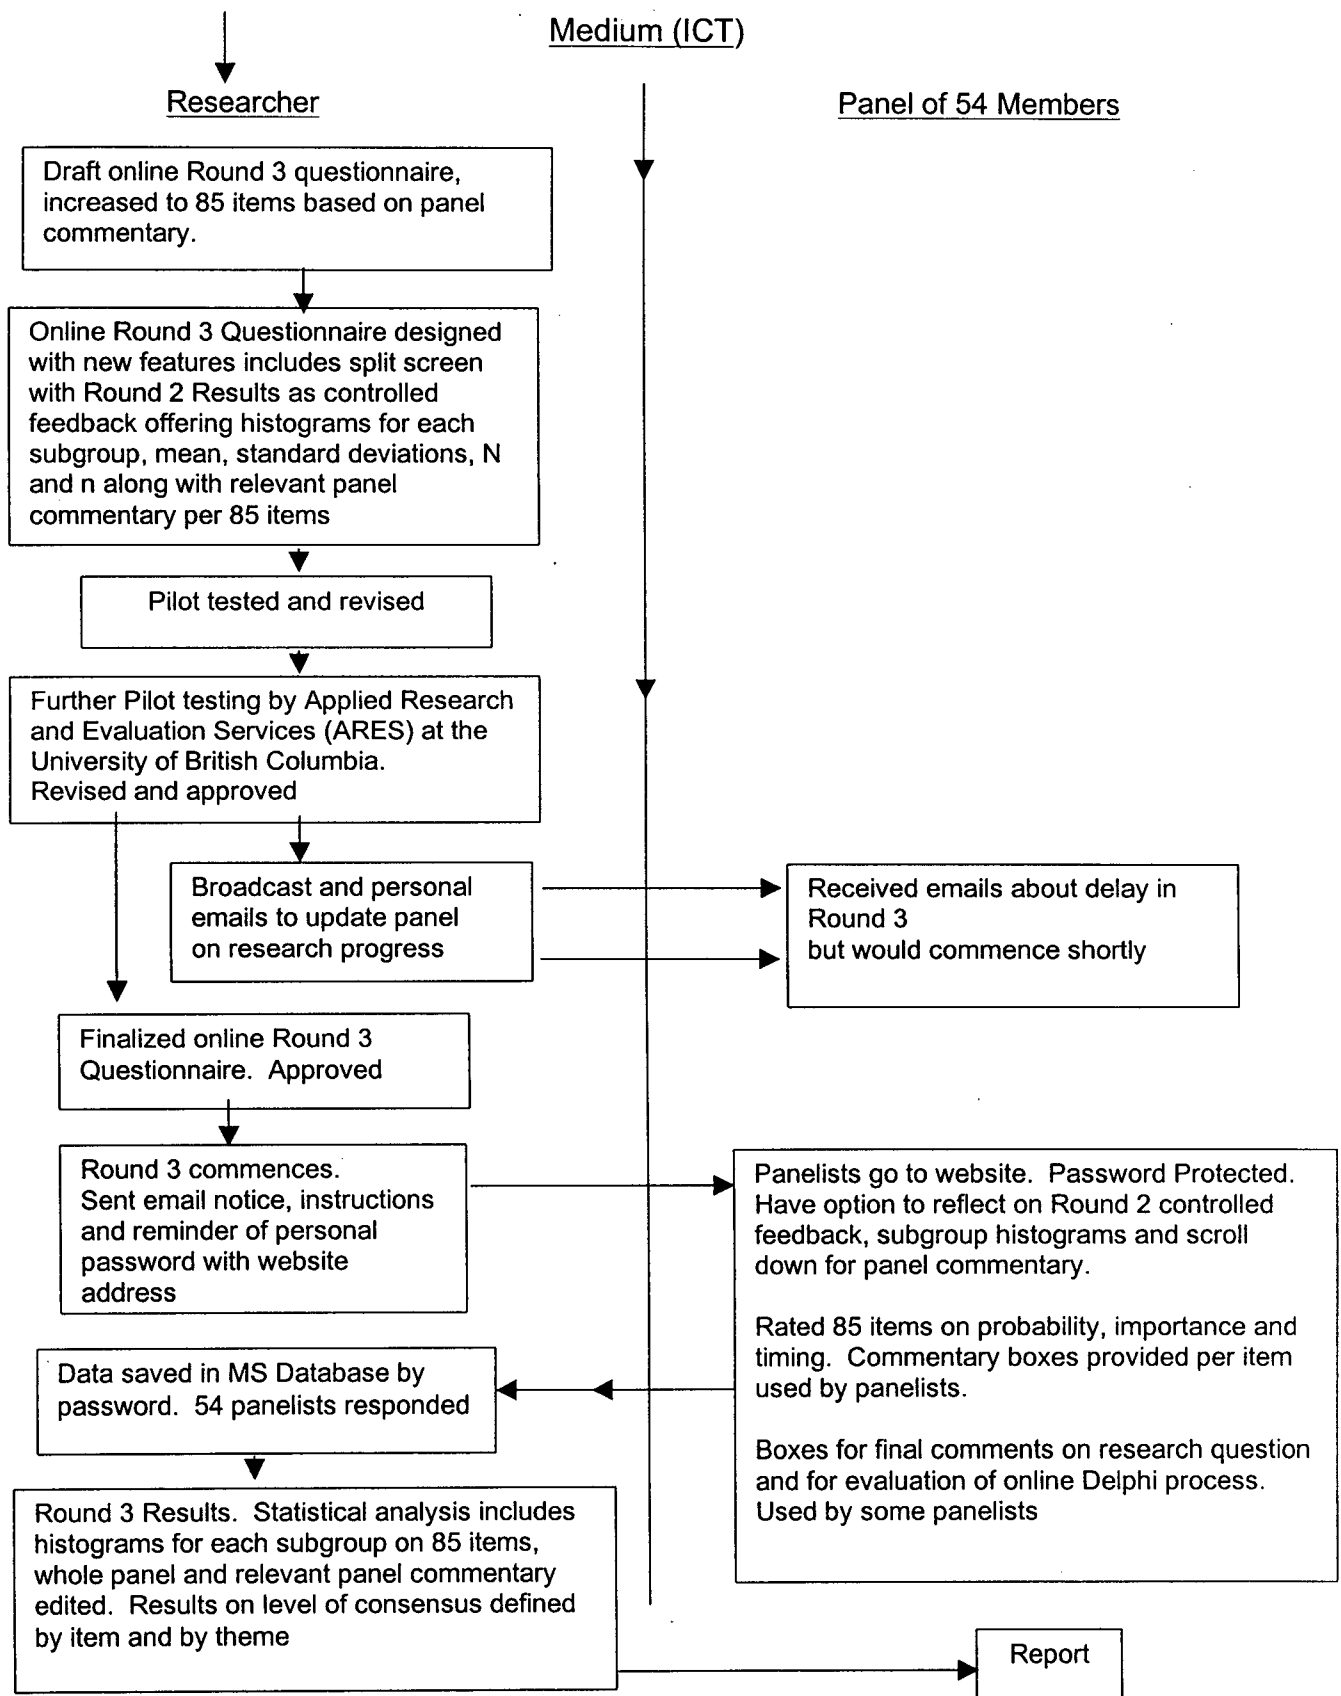 Medium (ICT)
Researcher
Panel of 54 Members
Draft online Round 3 questionnaire,
increased to 85 items based on panel
commentary.
Online Round 3 Questionnaire designed
with new features includes split screen
with Round 2 Results as controlled
feedback offering histograms for each
subgroup, mean, standard deviations, N
and n along with relevant panel
commentary per 85 items
Pilot tested and revised
Further Pilot testing by Applied Research
and Evaluation Services (ARES) at the
University of British Columbia.
Revised and approved
Broadcast and personal
emails to update panel
on research progress
Received emails about delay in
Round 3
but would commence shortly
Finalized online Round 3
Questionnaire.  Approved
Round 3 commences.
Sent email notice, instructions
and reminder of personal
password with website
address
Panelists go to website.  Password Protected.
Have option to reflect on Round 2 controlled
feedback, subgroup histograms and scroll
down for panel commentary.
Rated 85 items on probability, importance and
timing.  Commentary boxes provided per item
used by panelists.
Boxes for final comments on research question
and for evaluation of online Delphi process.
Used by some panelists
Data saved in MS Database by
password.  54 panelists responded
Round 3 Results.  Statistical analysis includes
histograms for each subgroup on 85 items,
whole panel and relevant panel commentary
edited.  Results on level of consensus defined
by item and by theme
Report